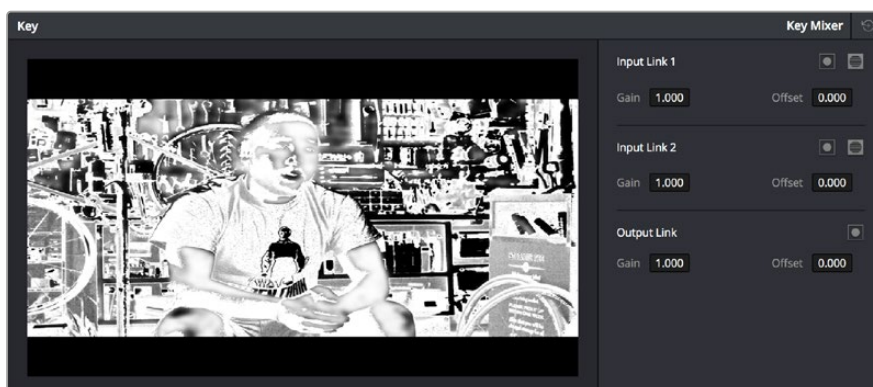 Key
Key Mixer
Input Link 1
Gain 1.000 Offset 0.000
Input Link 2
Gain 1.000 Offset 0.000
Output Link
Gain 1.000 Offset 0.000